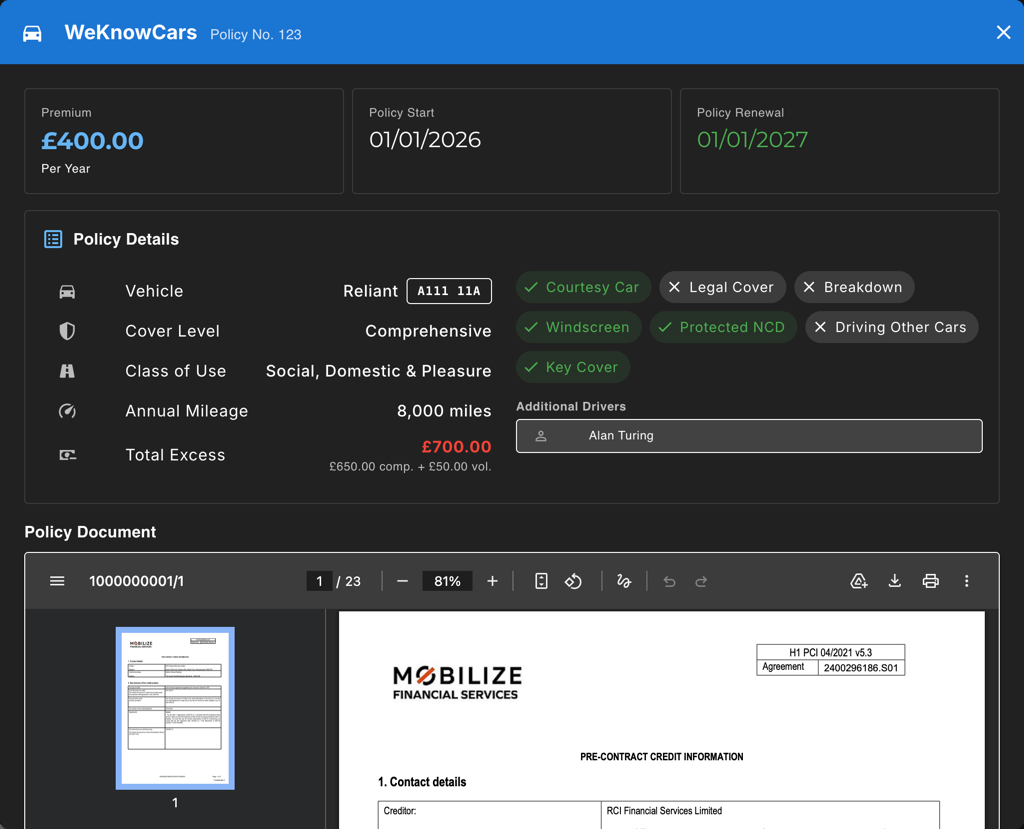 WeKnowCars Policy No. 123
Premium
£400.00
Per Year
Policy Start
01/01/2026
Policy Renewal
01/01/2027
Policy Details
Vehicle Reliant A111 11A
Cover Level Comprehensive
Class of Use Social, Domestic & Pleasure
Annual Mileage 8,000 miles
Total Excess £700.00
£650.00 comp. + £50.00 vol.
Courtesy Car Legal Cover Breakdown
Windscreen Protected NCD Driving Other Cars
Key Cover
Additional Drivers
Alan Turing
Policy Document
1000000001/1 1 / 23 81%
1
MOBILIZE
FINANCIAL SERVICES
H1 PCI 04/2021 v5.3
Agreement 2400296186.S01
PRE-CONTRACT CREDIT INFORMATION
1. Contact details
Creditor: RCI Financial Services Limited